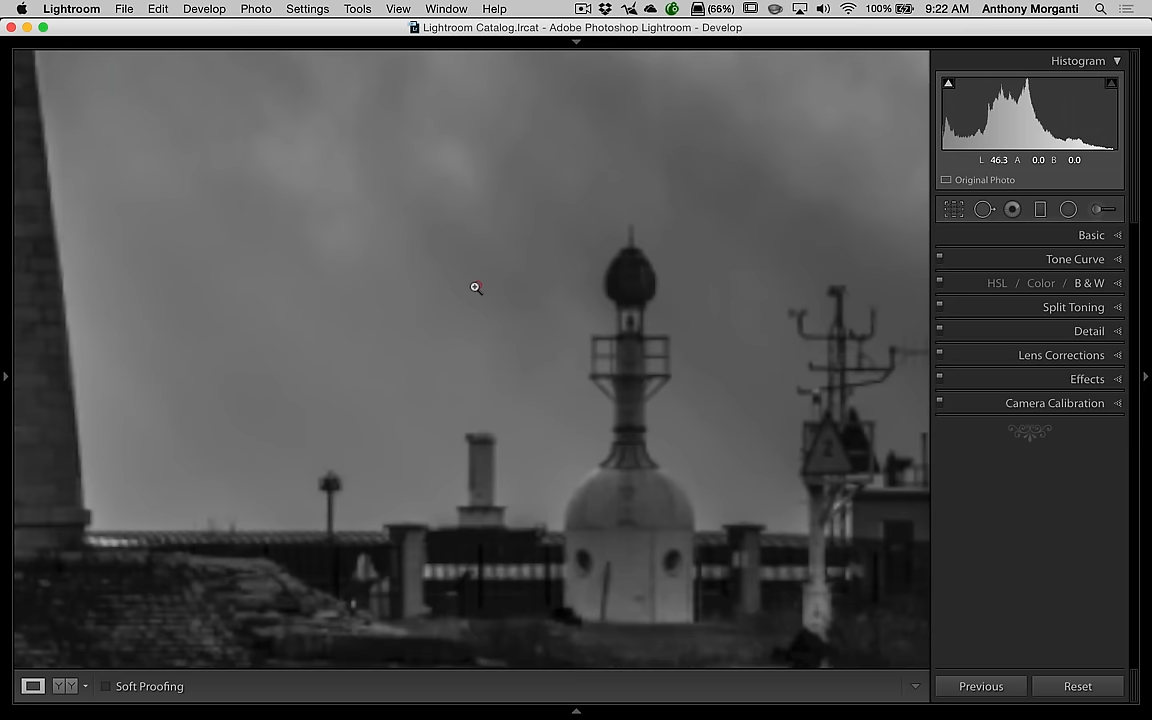 Lightroom File Edit Develop Photo Settings Tools View Window Help (66%) 100% 9:22 AM Anthony Morganti
Lightroom Catalog.lrcat - Adobe Photoshop Lightroom - Develop
Histogram
L 46.3 A 0.0 B 0.0
Original Photo
Basic
Tone Curve
HSL / Color / B & W
Split Toning
Detail
Lens Corrections
Effects
Camera Calibration
Y Y Soft Proofing Previous Reset